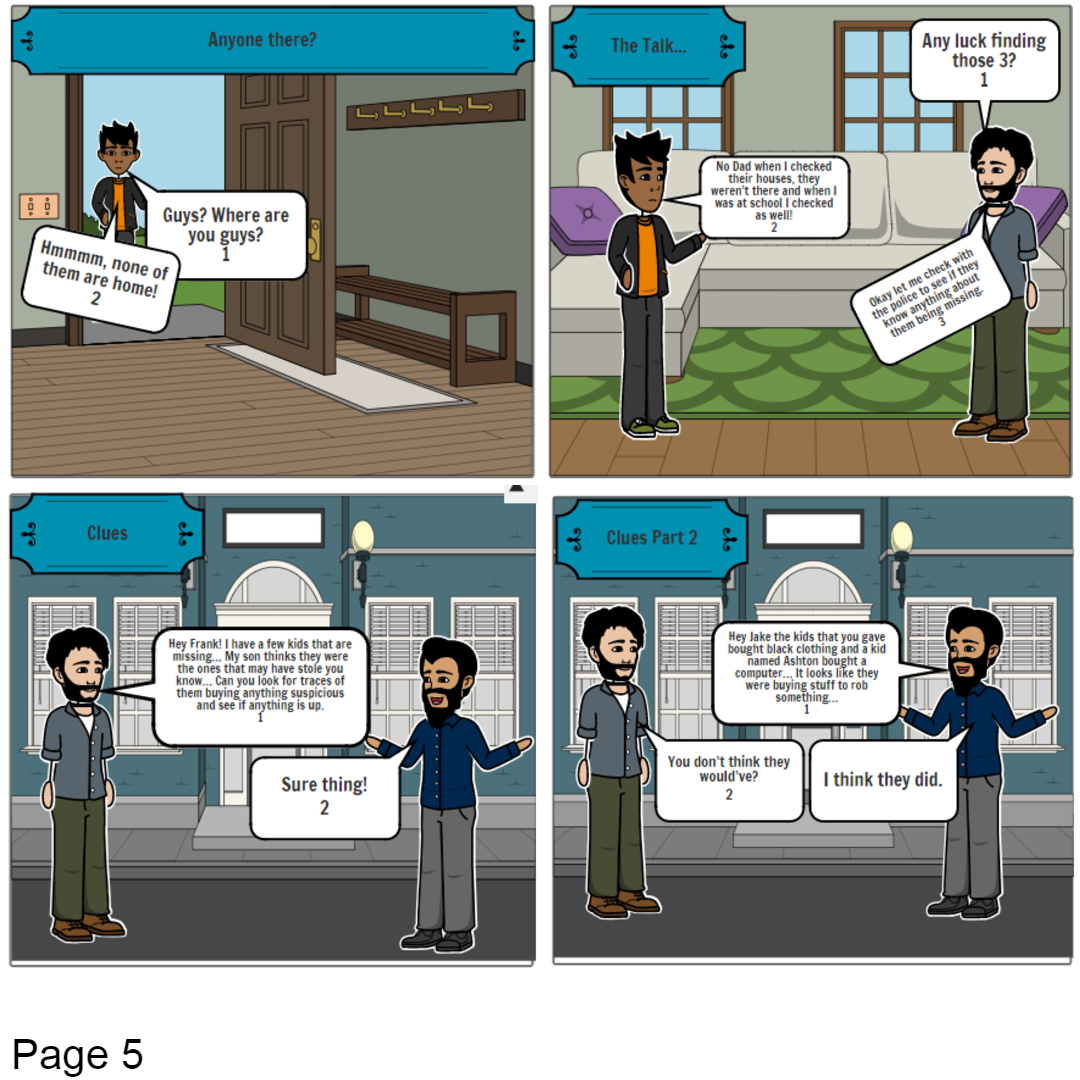 Anyone there?
Guys? Where are
you guys?
1
Hmmmm, none of
them are home!
2
The Talk...
Any luck finding
those 3?
1
No Dad when I checked
their houses, they
weren't there and when I
was at school I checked
as well!
2
Okay let me check with
the police to see if they
know anything about
them being missing.
3
Clues
Hey Frank! I have a few kids that are
missing... My son thinks they were
the ones that may have stole you
know... Can you look for traces of
them buying anything suspicious
and see if anything is up.
1
Sure thing!
2
Clues Part 2
Hey Jake the kids that you gave
bought black clothing and a kid
named Ashton bought a
computer... It looks like they
were buying stuff to rob
something...
1
You don't think they
would've?
2
I think they did.
Page 5